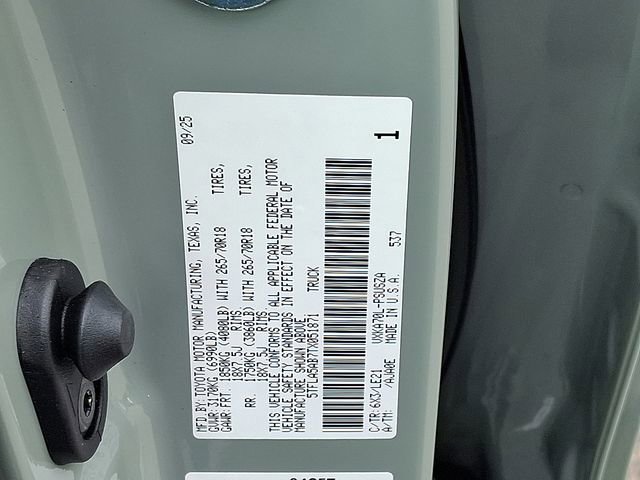 MFD.BY:TOYOTA MOTOR MANUFACTURING, TEXAS, INC. 09/25
GVWR:3170KG(6990LB)
GAWR:FRT 1850KG(4080LB) WITH 265/70R18 TIRES,
18X7.5J RIMS
RR. 1750KG(3860LB) WITH 265/70R18 TIRES,
18X7.5J RIMS,
THIS VEHICLE CONFORMS TO ALL APPLICABLE FEDERAL MOTOR
VEHICLE SAFETY STANDARDS IN EFFECT ON THE DATE OF
MANUFACTURE SHOWN ABOVE.
TRUCK
C/TR:6X3/LE21
A/TM: /AJA0E MADE IN U.S.A. 537
1